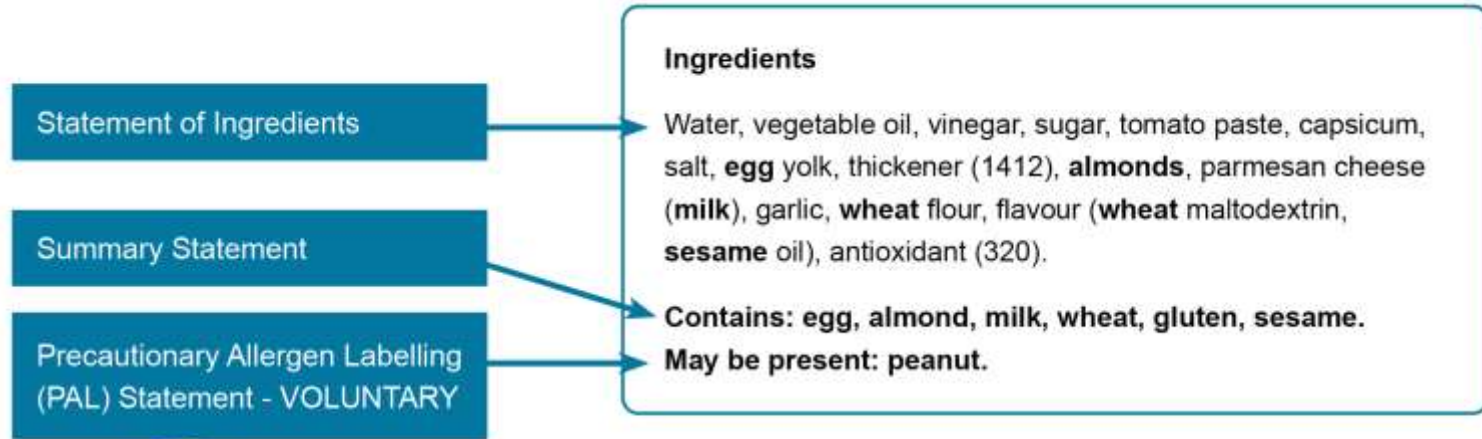 Statement of Ingredients
Summary Statement
Precautionary Allergen Labelling
(PAL) Statement - VOLUNTARY
Ingredients
Water, vegetable oil, vinegar, sugar, tomato paste, capsicum,
salt, egg yolk, thickener (1412), almonds, parmesan cheese
(milk), garlic, wheat flour, flavour (wheat maltodextrin,
sesame oil), antioxidant (320).
Contains: egg, almond, milk, wheat, gluten, sesame.
May be present: peanut.